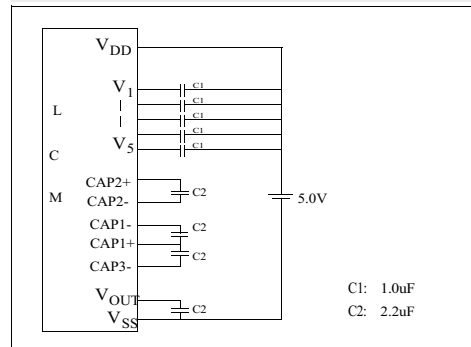 VDD
V1
C1
C1
L
C1
C1
V5
C1
C
CAP2+
C2
M
CAP2-
5.0V
CAP1-
C2
CAP1+
C2
CAP3-
C1: 1.0uF
VOUT
C2
C2: 2.2uF
VSS